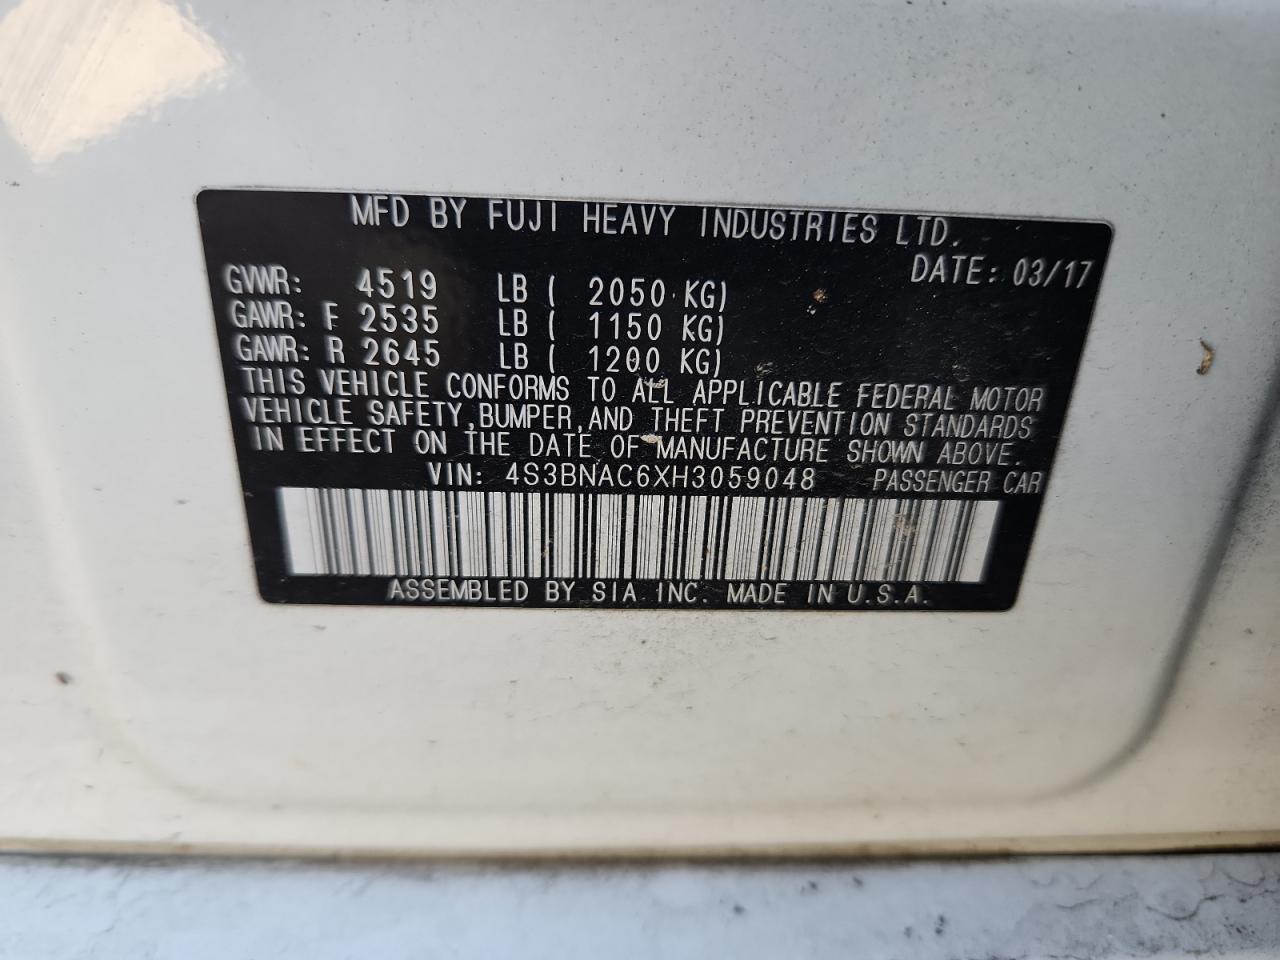 MFD BY FUJI HEAVY INDUSTRIES LTD.
DATE: 03/17
GVWR: 4519 LB ( 2050 KG)
GAWR: F 2535 LB ( 1150 KG)
GAWR: R 2645 LB ( 1200 KG)
THIS VEHICLE CONFORMS TO ALL APPLICABLE FEDERAL MOTOR
VEHICLE SAFETY, BUMPER, AND THEFT PREVENTION STANDARDS
IN EFFECT ON THE DATE OF MANUFACTURE SHOWN ABOVE.
VIN: 4S3BNAC6XH3059048 PASSENGER CAR
ASSEMBLED BY SIA INC. MADE IN U.S.A.